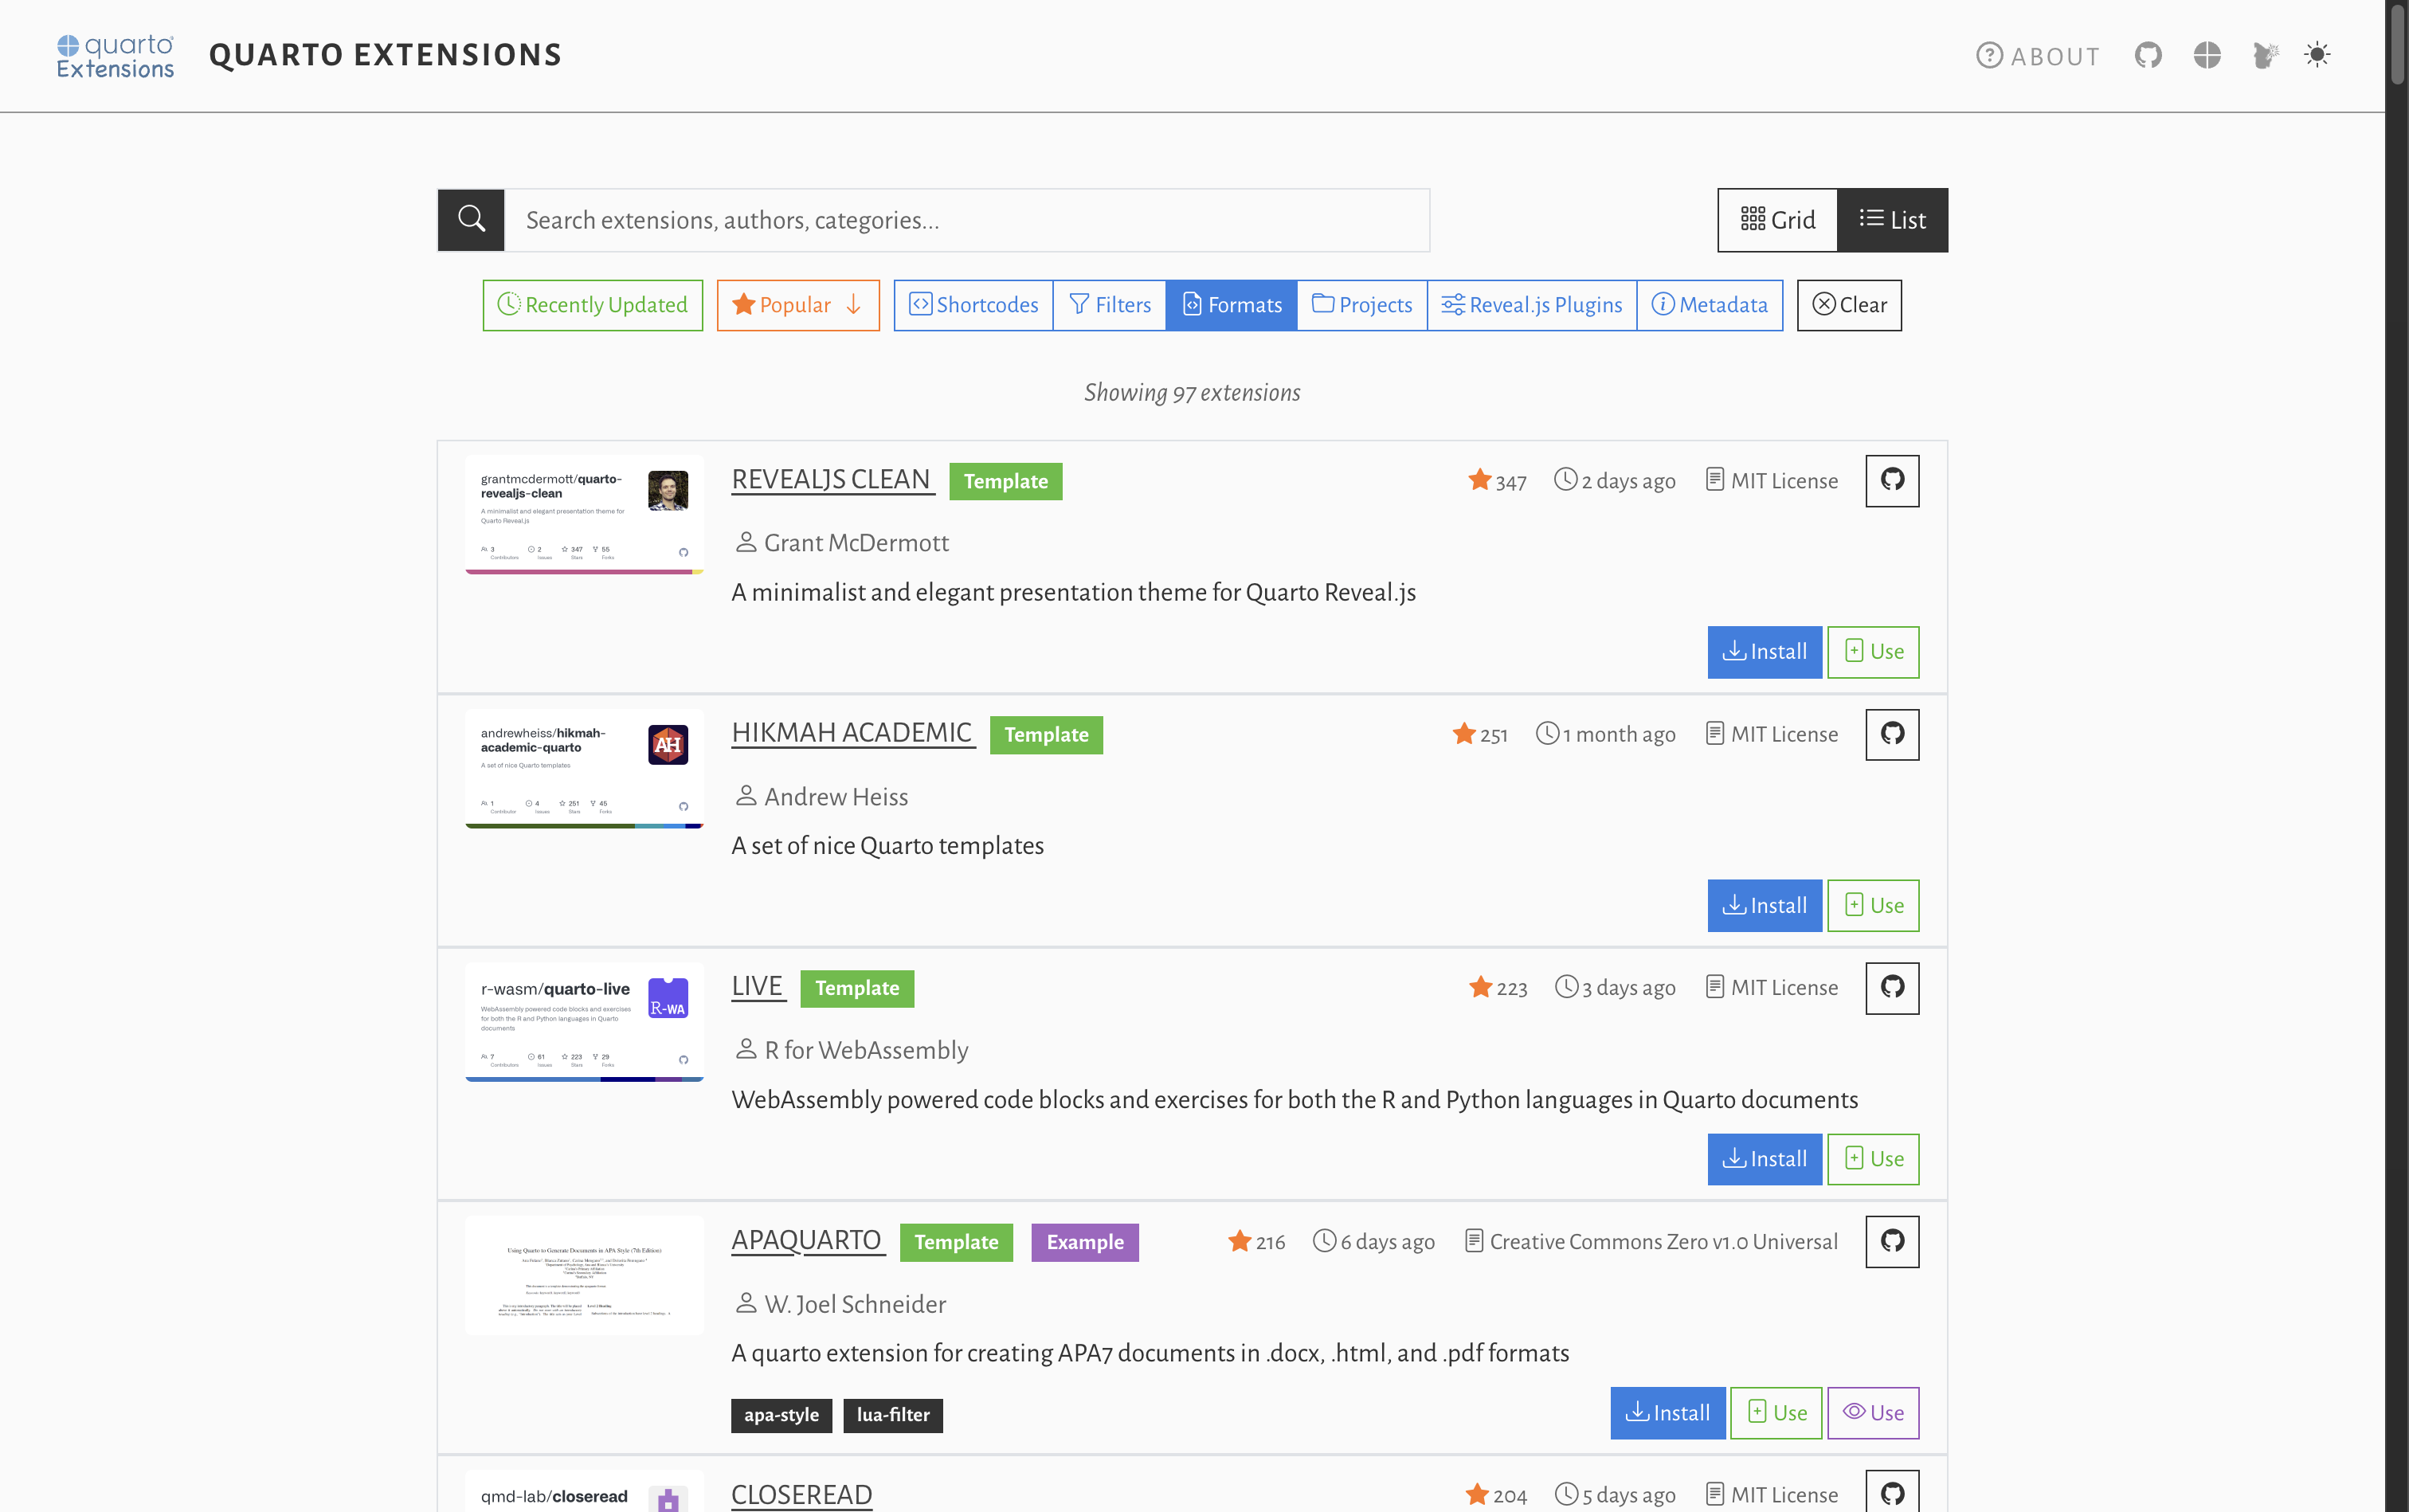 quarto
Extensions
QUARTO EXTENSIONS
ABOUT
Search extensions, authors, categories...
Grid
List
Recently Updated
Popular
Shortcodes
Filters
Formats
Projects
Reveal.js Plugins
Metadata
Clear
Showing 97 extensions
grantmcdermott/quarto-
revealjs-clean
A minimalist and elegant presentation theme for
Quarto Reveal.js
3 2 347 55
Contributors Issues Stars Forks
REVEALJS CLEAN Template 347 2 days ago MIT License
Grant McDermott
A minimalist and elegant presentation theme for Quarto Reveal.js
Install Use
andrewheiss/hikmah-
academic-quarto
A set of nice Quarto templates
1 4 251 45
Contributor Issues Stars Forks
AH
HIKMAH ACADEMIC Template 251 1 month ago MIT License
Andrew Heiss
A set of nice Quarto templates
Install Use
r-wasm/quarto-live
WebAssembly powered code blocks and exercises
for both the R and Python languages in Quarto
documents
7 61 223 29
Contributors Issues Stars Forks
R-WA
LIVE Template 223 3 days ago MIT License
R for WebAssembly
WebAssembly powered code blocks and exercises for both the R and Python languages in Quarto documents
Install Use
Using Quarto to Generate Documents in APA Style (7th Edition)
APAQUARTO Template Example 216 6 days ago Creative Commons Zero v1.0 Universal
W. Joel Schneider
A quarto extension for creating APA7 documents in .docx, .html, and .pdf formats
apa-style lua-filter
Install Use Use
qmd-lab/closeread
CLOSEREAD 204 5 days ago MIT License